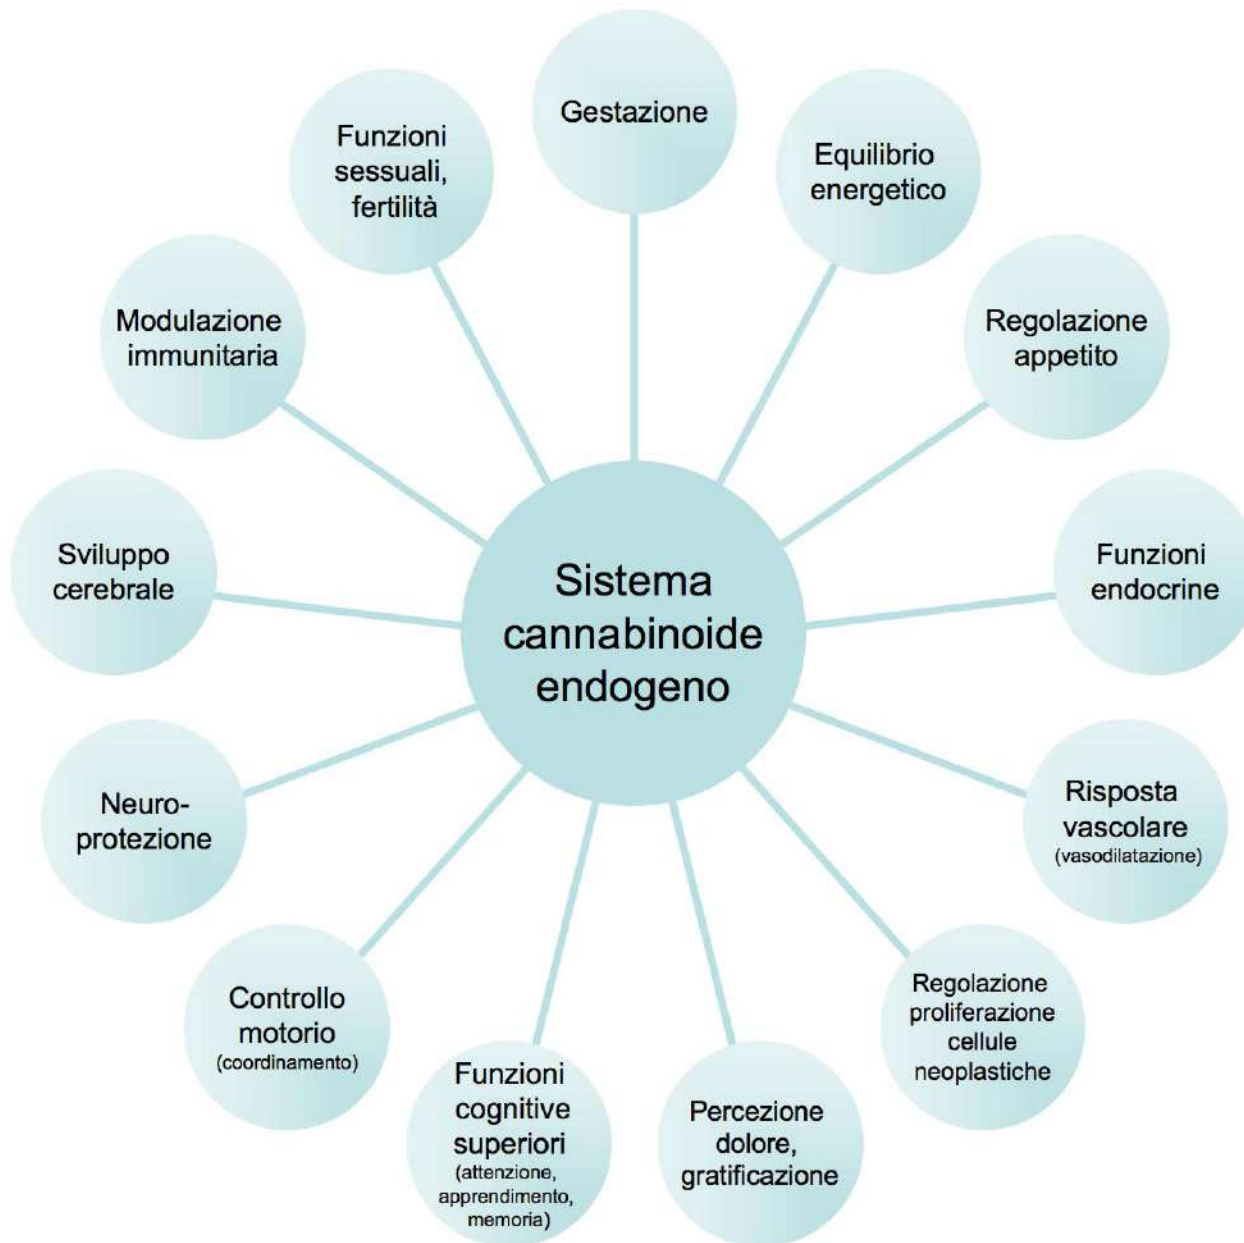 Gestazione
Equilibrio
energetico
Regolazione
appetito
Funzioni
endocrine
Risposta
vascolare
(vasodilatazione)
Regolazione
proliferazione
cellule
neoplastiche
Percezione
dolore,
gratificazione
Funzioni
cognitive
superiori
(attenzione,
apprendimento,
memoria)
Controllo
motorio
(coordinamento)
Neuro-
protezione
Sviluppo
cerebrale
Modulazione
immunitaria
Funzioni
sessuali,
fertilità
Sistema
cannabinoide
endogeno